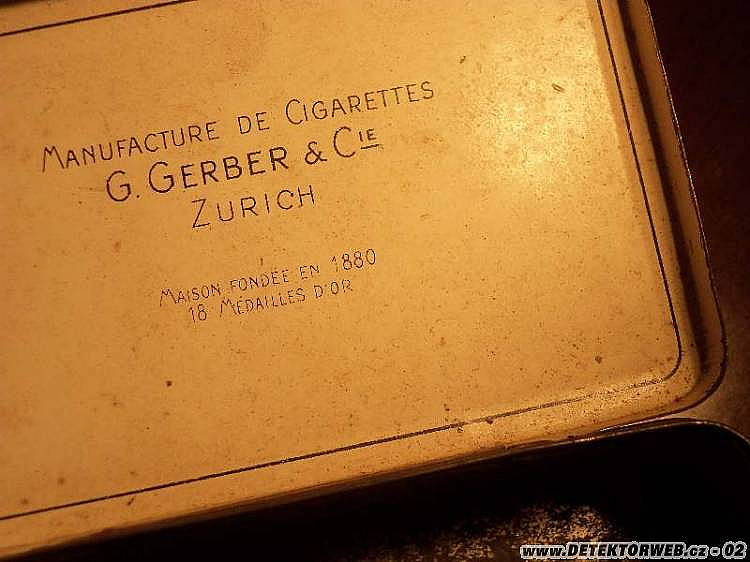 MANUFACTURE DE CIGARETTES
G. GERBER & CIE
ZURICH
MAISON FONDÉE EN 1880
18 MÉDAILLES D'OR
www.DETEKTORWEB.cz - 02